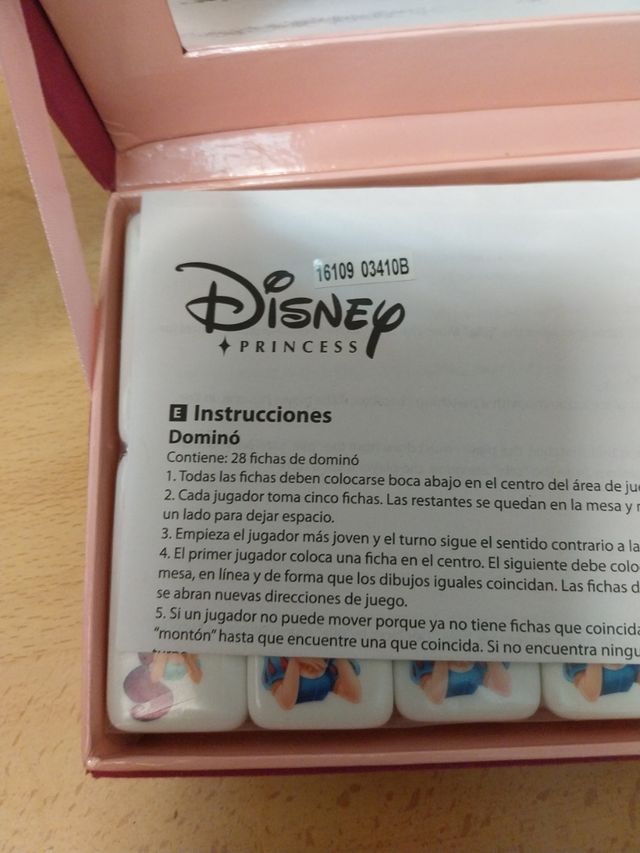 16109 03410B
Disney
PRINCESS
E Instrucciones
Dominó
Contiene: 28 fichas de dominó
1. Todas las fichas deben colocarse boca abajo en el centro del área de
2. Cada jugador toma cinco fichas. Las restantes se quedan en la mesa y
un lado para dejar espacio.
3. Empieza el jugador más joven y el turno sigue el sentido contrario a la
4. El primer jugador coloca una ficha en el centro. El siguiente debe
mesa, en línea y de forma que los dibujos iguales coincidan. Las fichas
se abran nuevas direcciones de juego.
5. Si un jugador no puede mover porque ya no tiene fichas que
"montón" hasta que encuentre una que coincida. Si no encuentra